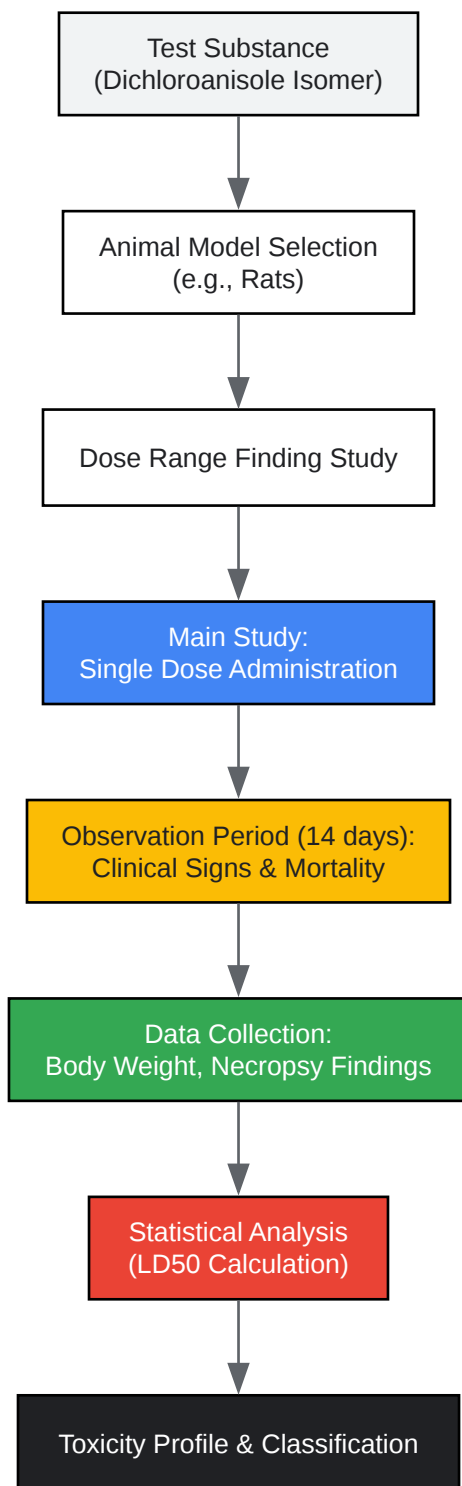 Test Substance
(Dichloroanisole Isomer)
Animal Model Selection
(e.g., Rats)
Dose Range Finding Study
Main Study:
Single Dose Administration
Observation Period (14 days):
Clinical Signs & Mortality
Data Collection:
Body Weight, Necropsy Findings
Statistical Analysis
(LD50 Calculation)
Toxicity Profile & Classification